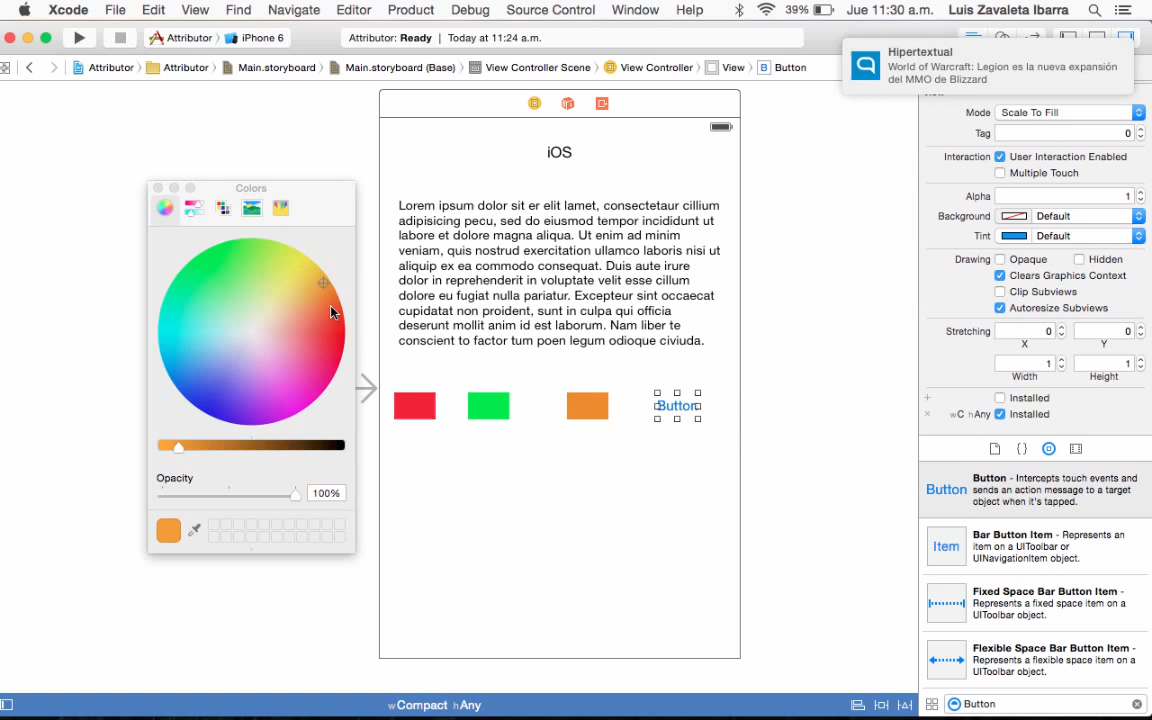 Xcode File Edit View Find Navigate Editor Product Debug Source Control Window Help 39% Jue 11:30 a.m. Luis Zavaleta Ibarra
Attributor iPhone 6 Attributor: Ready | Today at 11:24 a.m.
Hipertextual
World of Warcraft: Legion es la nueva expansión
del MMO de Blizzard
Attributor Attributor Main.storyboard Main.storyboard (Base) View Controller Scene View Controller View B Button
Mode Scale To Fill
Tag 0
Interaction User Interaction Enabled
Multiple Touch
Alpha 1
Background Default
Tint Default
Drawing Opaque Hidden
Clears Graphics Context
Clip Subviews
Autoresize Subviews
Stretching 0 0
X Y
1 1
Width Height
+ Installed
× wC hAny Installed
Colors
Opacity
100%
iOS
Lorem ipsum dolor sit er elit lamet, consectetaur cillium
adipisicing pecu, sed do eiusmod tempor incididunt ut
labore et dolore magna aliqua. Ut enim ad minim
veniam, quis nostrud exercitation ullamco laboris nisi ut
aliquip ex ea commodo consequat. Duis aute irure
dolor in reprehenderit in voluptate velit esse cillum
dolore eu fugiat nulla pariatur. Excepteur sint occaecat
cupidatat non proident, sunt in culpa qui officia
deserunt mollit anim id est laborum. Nam liber te
conscient to factor tum poen legum odioque civiuda.
Button
{}
Button Button - Intercepts touch events and
sends an action message to a target
object when it's tapped.
Item Bar Button Item - Represents an
item on a UIToolbar or
UINavigationItem object.
Fixed Space Bar Button Item -
Represents a fixed space item on a
UIToolbar object.
Flexible Space Bar Button Item -
Represents a flexible space item on a
UIToolbar object.
wCompact hAny
Button